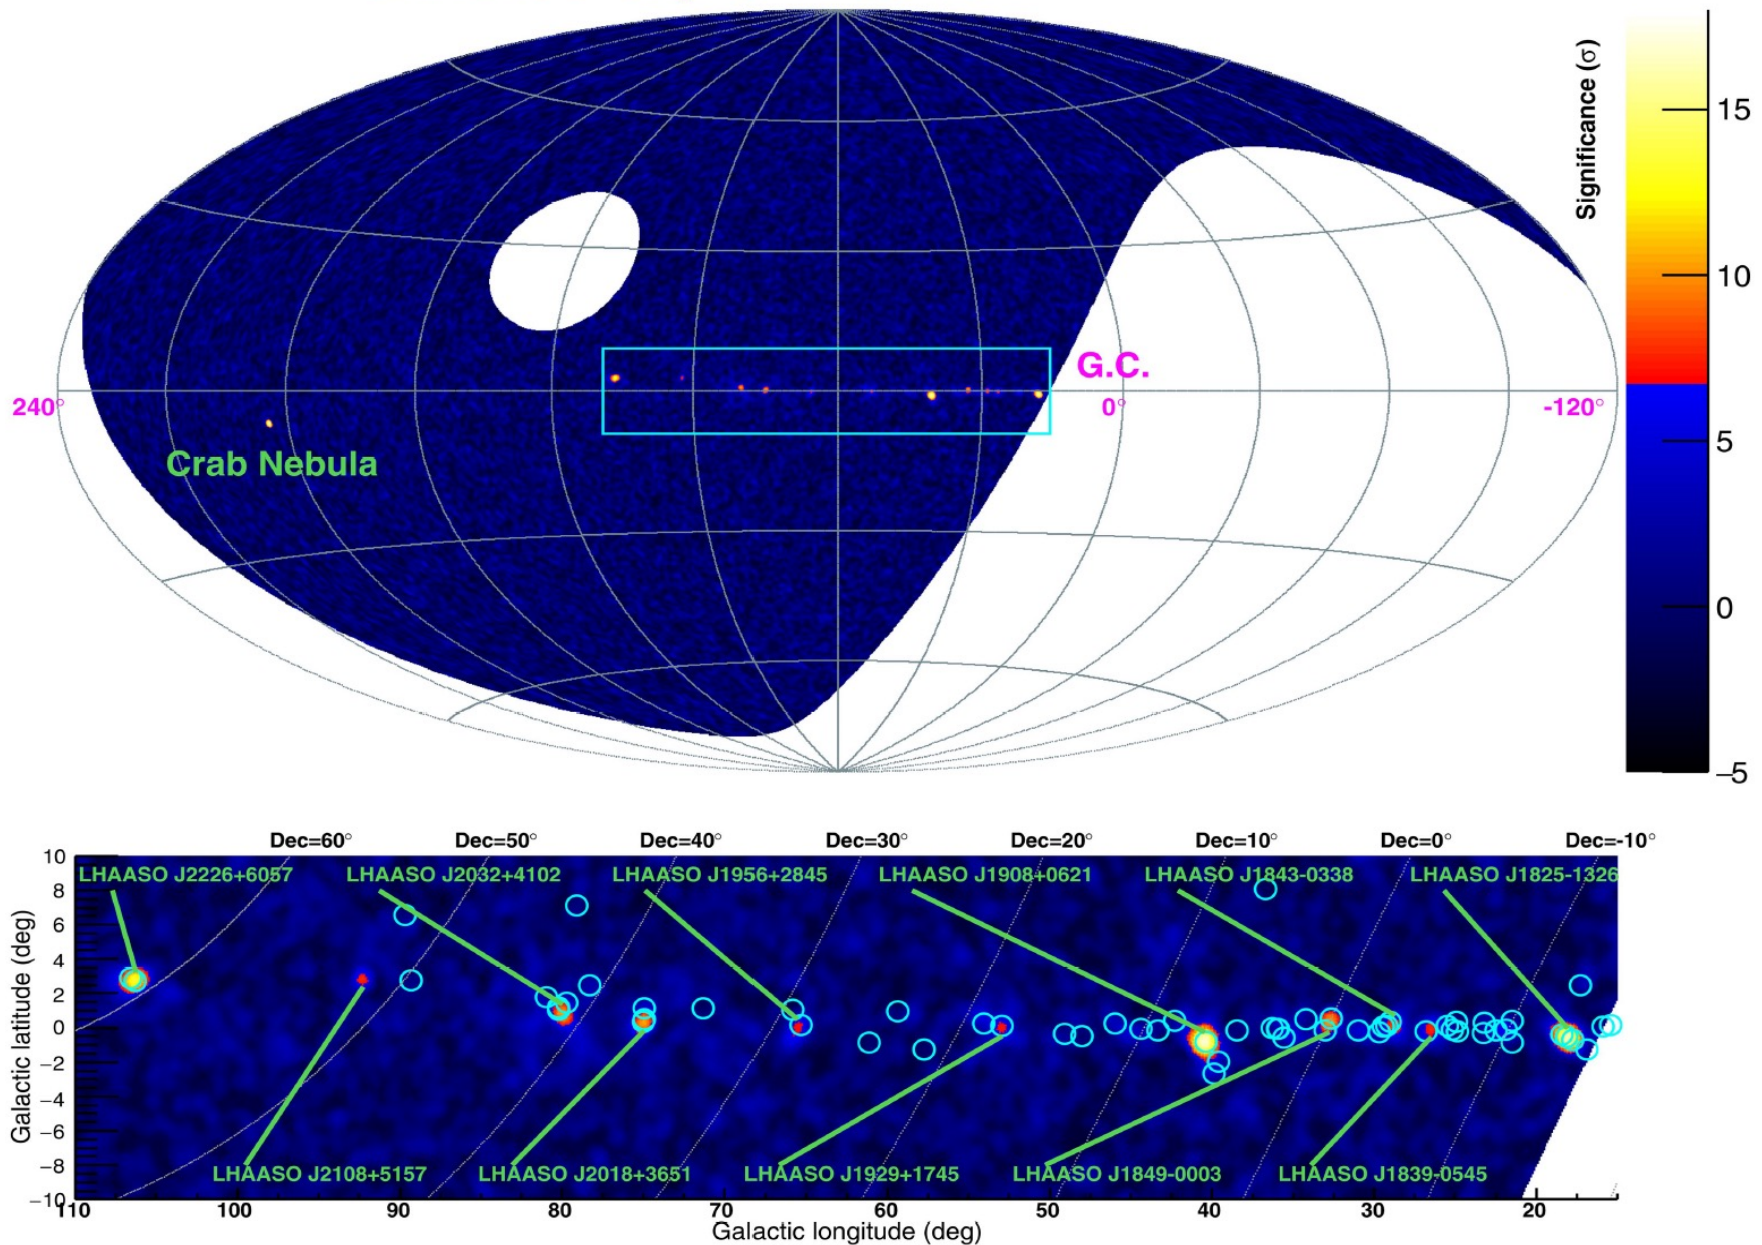 Significance (σ)
15
10
5
0
−5
G.C.
240°
0°
-120°
Crab Nebula
Dec=60° Dec=50° Dec=40° Dec=30° Dec=20° Dec=10° Dec=0° Dec=-10°
LHAASO J2226+6057 LHAASO J2032+4102 LHAASO J1956+2845 LHAASO J1908+0621 LHAASO J1843-0338 LHAASO J1825-1326
Galactic latitude (deg)
10
8
6
4
2
0
−2
−4
−6
−8
−10
LHAASO J2108+5157 LHAASO J2018+3651 LHAASO J1929+1745 LHAASO J1849-0003 LHAASO J1839-0545
110 100 90 80 70 60 50 40 30 20
Galactic longitude (deg)